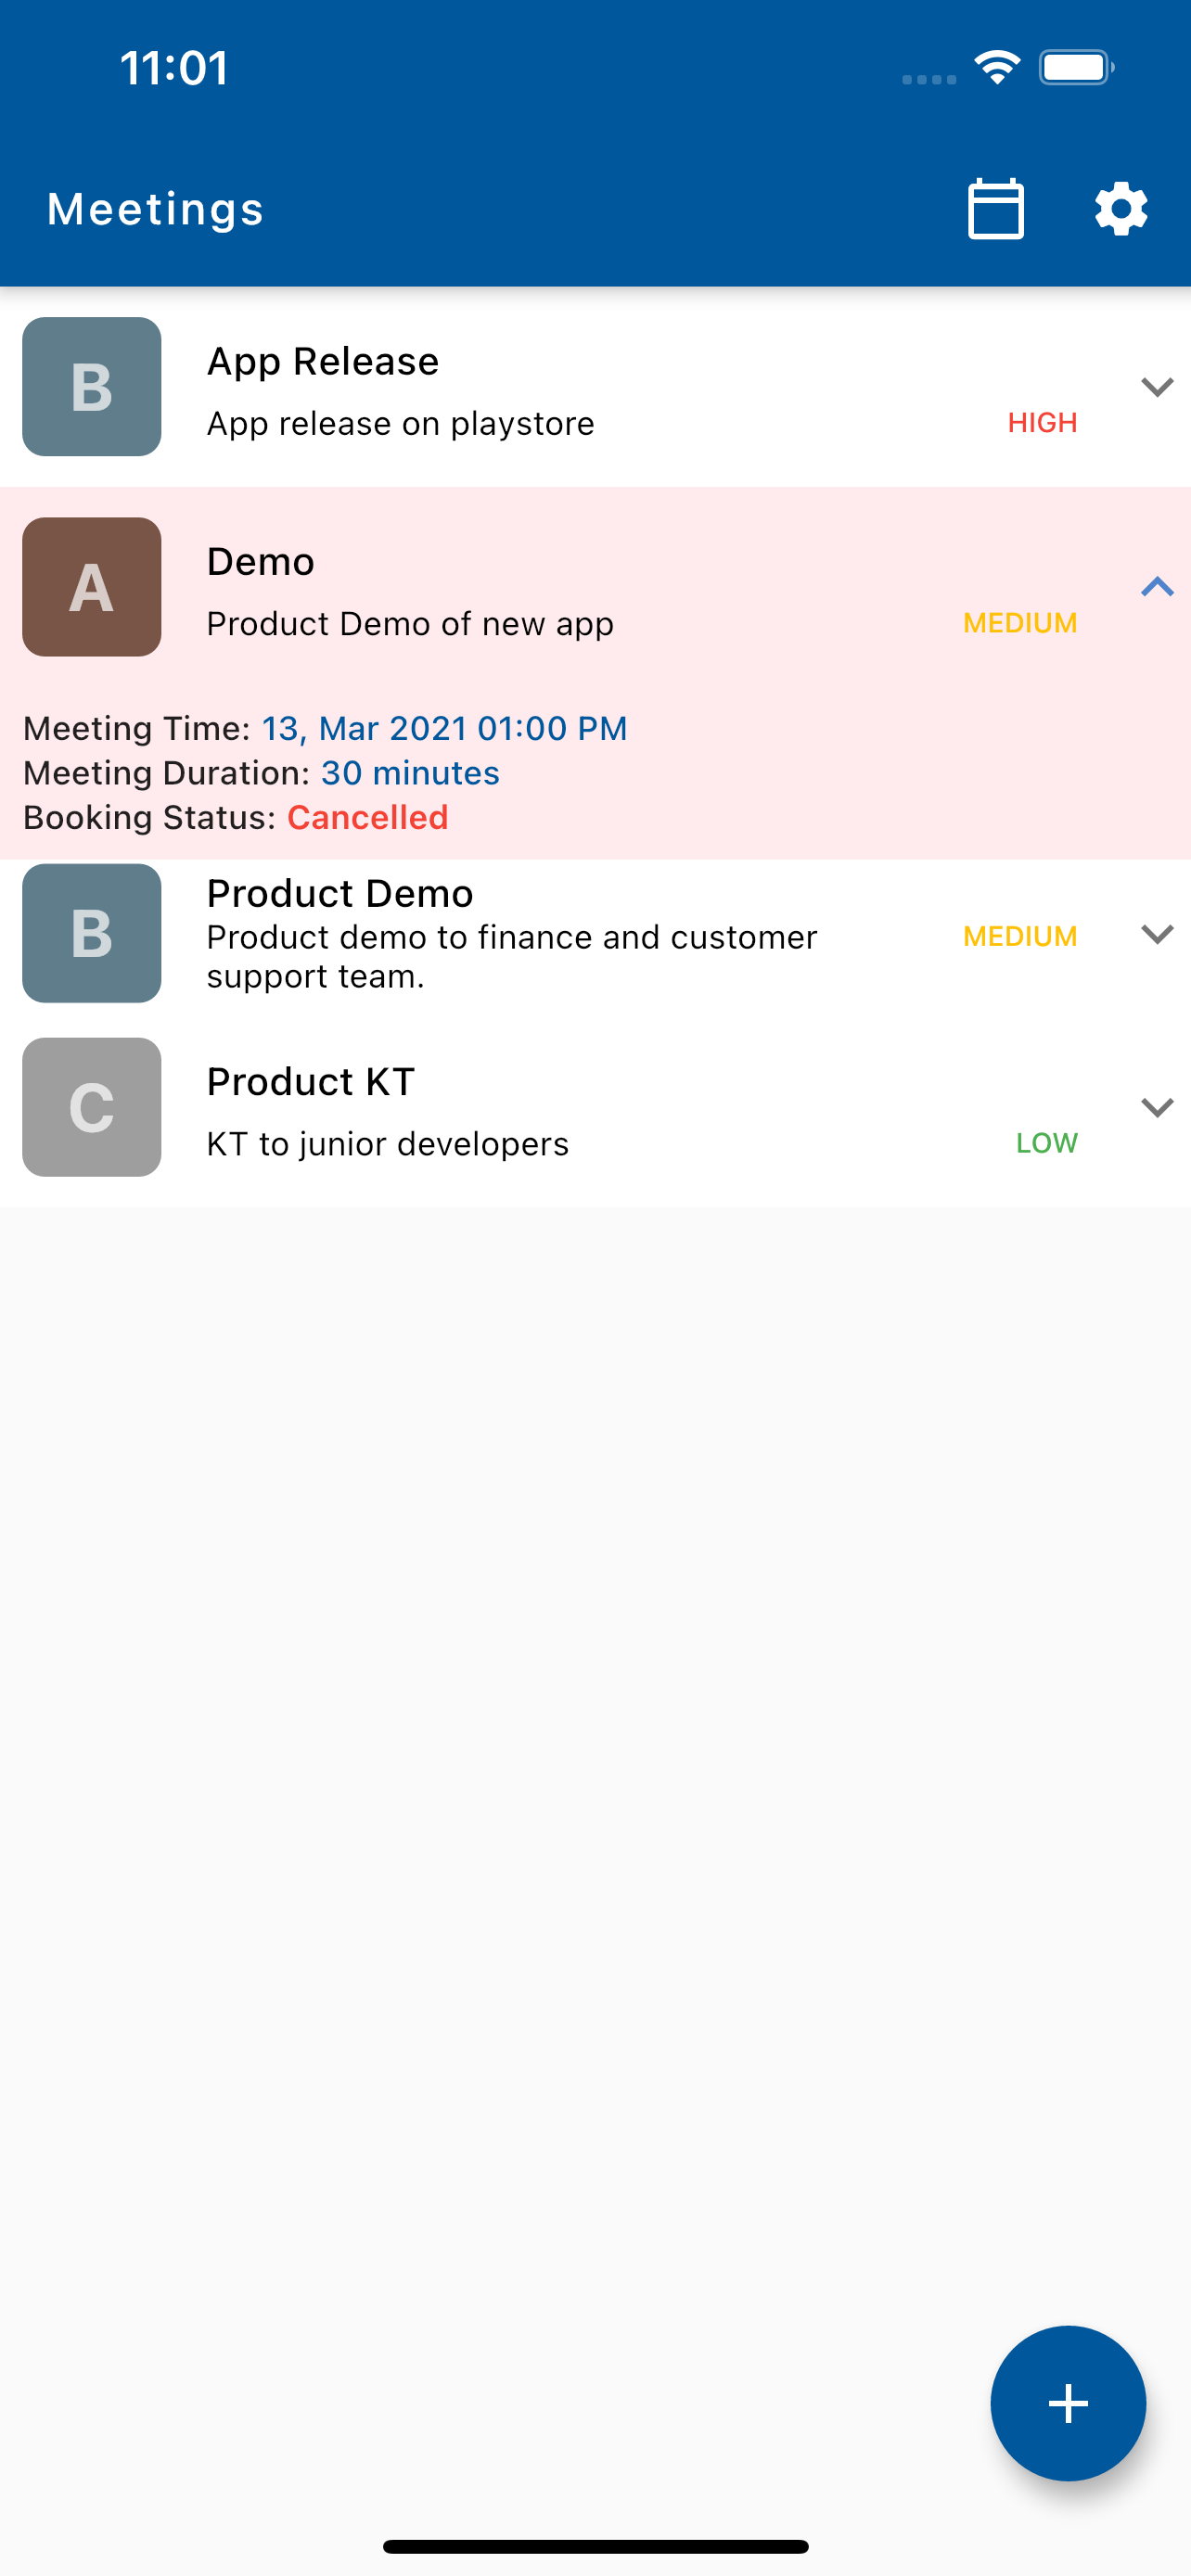 11:01
Meetings
B
App Release
App release on playstore
HIGH
A
Demo
Product Demo of new app
MEDIUM
Meeting Time: 13, Mar 2021 01:00 PM
Meeting Duration: 30 minutes
Booking Status: Cancelled
B
Product Demo
Product demo to finance and customer
support team.
MEDIUM
C
Product KT
KT to junior developers
LOW